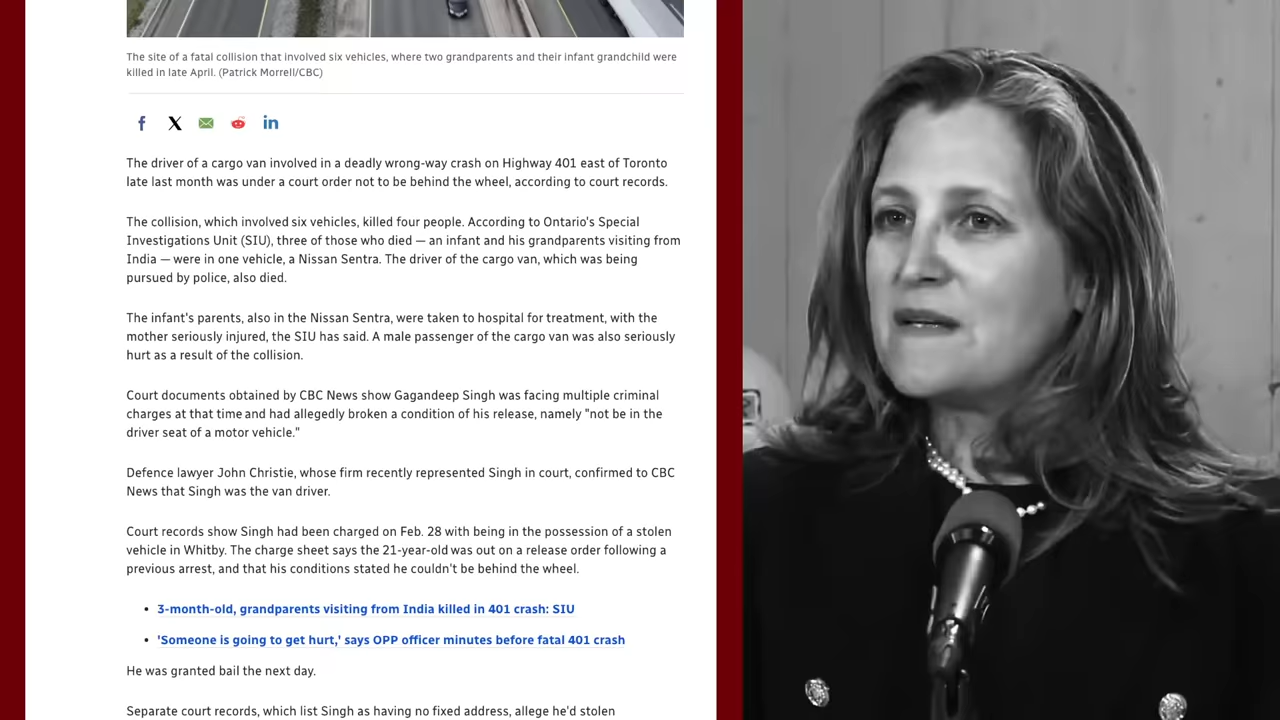 The site of a fatal collision that involved six vehicles, where two grandparents and their infant grandchild were
killed in late April. (Patrick Morrell/CBC)
The driver of a cargo van involved in a deadly wrong-way crash on Highway 401 east of Toronto
late last month was under a court order not to be behind the wheel, according to court records.
The collision, which involved six vehicles, killed four people. According to Ontario's Special
Investigations Unit (SIU), three of those who died — an infant and his grandparents visiting from
India — were in one vehicle, a Nissan Sentra. The driver of the cargo van, which was being
pursued by police, also died.
The infant's parents, also in the Nissan Sentra, were taken to hospital for treatment, with the
mother seriously injured, the SIU has said. A male passenger of the cargo van was also seriously
hurt as a result of the collision.
Court documents obtained by CBC News show Gagandeep Singh was facing multiple criminal
charges at that time and had allegedly broken a condition of his release, namely "not be in the
driver seat of a motor vehicle."
Defence lawyer John Christie, whose firm recently represented Singh in court, confirmed to CBC
News that Singh was the van driver.
Court records show Singh had been charged on Feb. 28 with being in the possession of a stolen
vehicle in Whitby. The charge sheet says the 21-year-old was out on a release order following a
previous arrest, and that his conditions stated he couldn't be behind the wheel.
• 3-month-old, grandparents visiting from India killed in 401 crash: SIU
• 'Someone is going to get hurt,' says OPP officer minutes before fatal 401 crash
He was granted bail the next day.
Separate court records, which list Singh as having no fixed address, allege he'd stolen